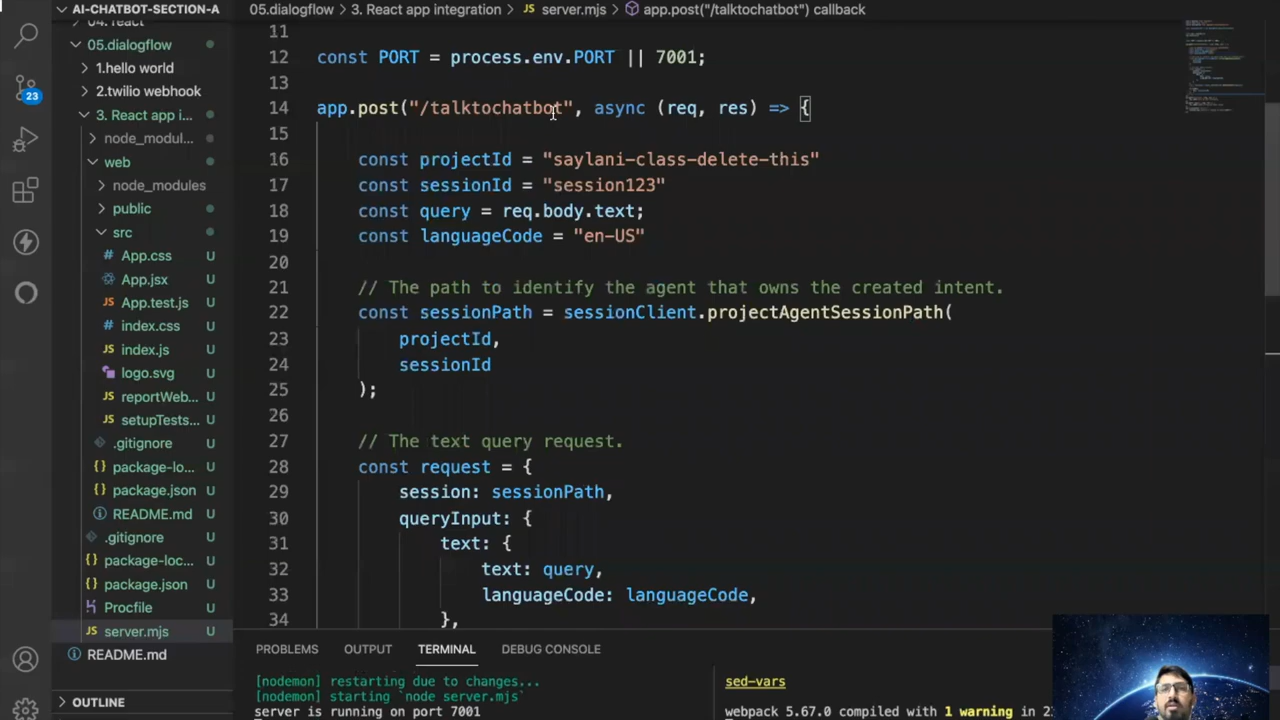 AI-CHATBOT-SECTION-A
05.dialogflow > 3. React app integration > JS server.mjs > app.post("/talktochatbot") callback
04. react
05.dialogflow
1.hello world
2.twilio webhook
3. React app i...
node_modul...
web
node_modules
public
src
App.css U
App.jsx U
App.test.js U
index.css U
index.js U
logo.svg U
reportWeb... U
setupTests... U
.gitignore U
package-lo... U
package.json U
README.md U
.gitignore U
package-loc... U
package.json U
Procfile U
JS server.mjs U
README.md
OUTLINE
23
11
12 const PORT = process.env.PORT || 7001;
13
14 app.post("/talktochatbot", async (req, res) => {
15
16 const projectId = "saylani-class-delete-this"
17 const sessionId = "session123"
18 const query = req.body.text;
19 const languageCode = "en-US"
20
21 // The path to identify the agent that owns the created intent.
22 const sessionPath = sessionClient.projectAgentSessionPath(
23 projectId,
24 sessionId
25 );
26
27 // The text query request.
28 const request = {
29 session: sessionPath,
30 queryInput: {
31 text: {
32 text: query,
33 languageCode: languageCode,
34 },
PROBLEMS OUTPUT TERMINAL DEBUG CONSOLE
[nodemon] restarting due to changes...
[nodemon] starting `node server.mjs`
server is running on port 7001
sed-vars
webpack 5.67.0 compiled with 1 warning in